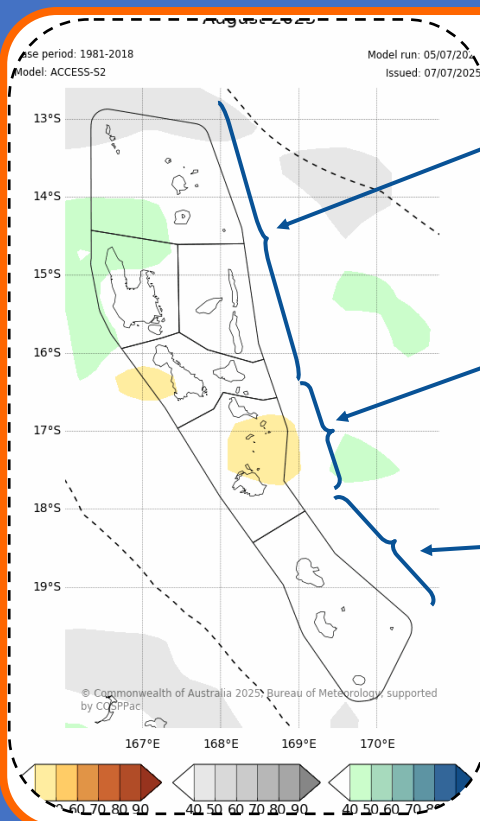 August 2025
ase period: 1981-2018
Model run: 05/07/202
Model: ACCESS-S2
Issued: 07/07/2025
13°S
14°S
15°S
16°S
17°S
18°S
19°S
© Commonwealth of Australia 2025, Bureau of Meteorology, supported
by COSPPac
167°E 168°E 169°E 170°E
60 70 80 90 40 50 60 70 80 90 40 50 60 70 80